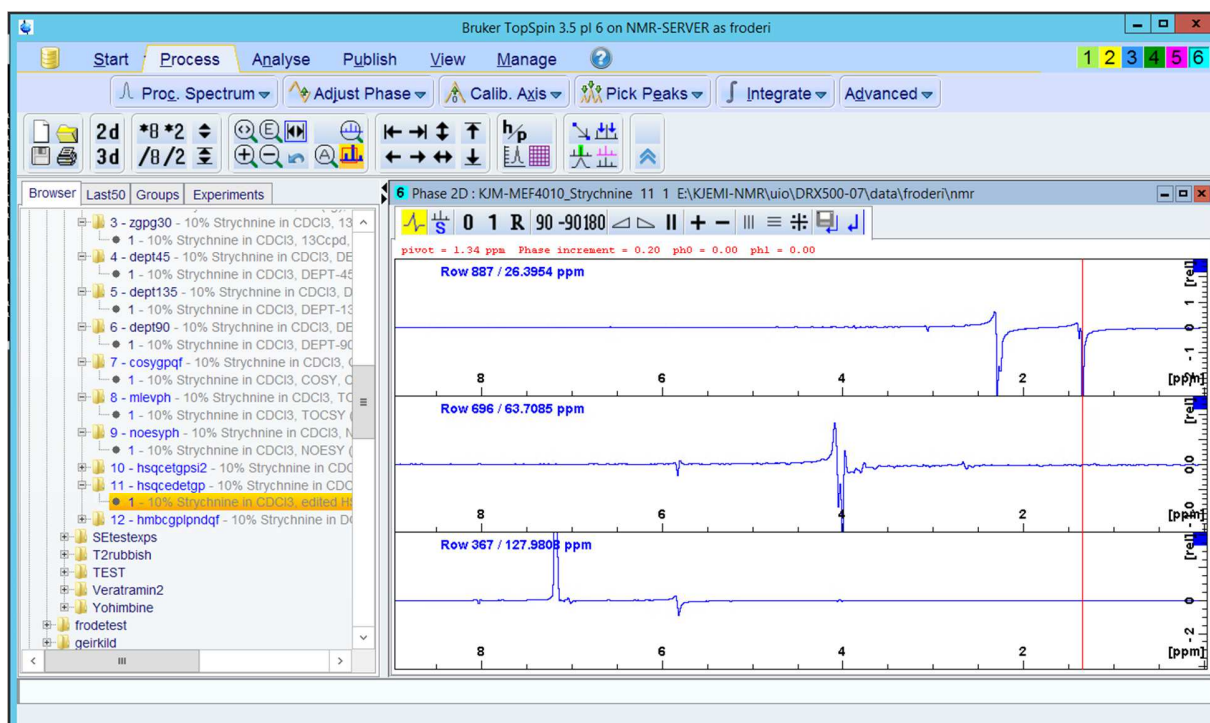 Bruker TopSpin 3.5 pl 6 on NMR-SERVER as froderi
Start Process Analyse Publish View Manage ? 1 2 3 4 5 6
Proc. Spectrum Adjust Phase Calib. Axis Pick Peaks Integrate Advanced
2d *8 *2 E h/p
3d /8 /2 A
Browser Last50 Groups Experiments
3 - zgpg30 - 10% Strychnine in CDCl3, 13
1 - 10% Strychnine in CDCl3, 13Ccpd,
4 - dept45 - 10% Strychnine in CDCl3, DE
1 - 10% Strychnine in CDCl3, DEPT-45
5 - dept135 - 10% Strychnine in CDCl3, D
1 - 10% Strychnine in CDCl3, DEPT-13
6 - dept90 - 10% Strychnine in CDCl3, DE
1 - 10% Strychnine in CDCl3, DEPT-90
7 - cosygpqf - 10% Strychnine in CDCl3,
1 - 10% Strychnine in CDCl3, COSY,
8 - mlevph - 10% Strychnine in CDCl3, TO
1 - 10% Strychnine in CDCl3, TOCSY (
9 - noesyph - 10% Strychnine in CDCl3, N
1 - 10% Strychnine in CDCl3, NOESY (
10 - hsqcetgpsi2 - 10% Strychnine in CDC
11 - hsqcedetgp - 10% Strychnine in CDC
1 - 10% Strychnine in CDCl3, edited
12 - hmbcgplpndqf - 10% Strychnine in
SEtestexps
T2rubbish
TEST
Veratramin2
Yohimbine
frodetest
geirkild
6 Phase 2D : KJM-MEF4010_Strychnine 11 1 E:\KJEMI-NMR\uio\DRX500-07\data\froderi\nmr
S 0 1 R 90 -90 180
pivot = 1.34 ppm Phase increment = 0.20 ph0 = 0.00 ph1 = 0.00
Row 887 / 26.3954 ppm
[rel]
1
0
-1
8 6 4 2 [ppm]
Row 696 / 63.7085 ppm
[rel]
0.0
8 6 4 2 [ppm]
Row 367 / 127.9808 ppm
[rel]
0
-2
8 6 4 2 [ppm]